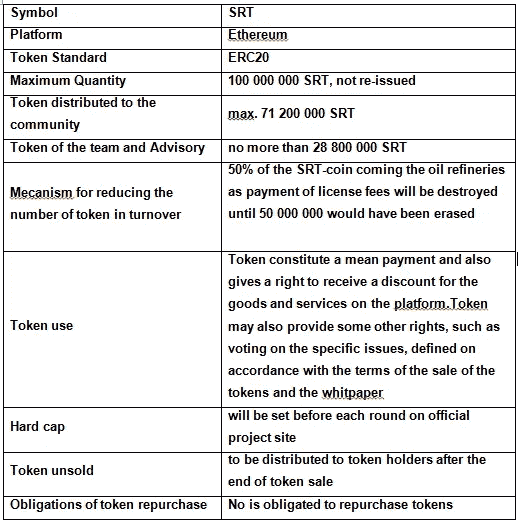 Symbol SRT
Platform Ethereum
Token Standard ERC20
Maximum Quantity 100 000 000 SRT, not re-issued
Token distributed to the
community
max. 71 200 000 SRT
Token of the team and Advisory no more than 28 800 000 SRT
Mecanism for reducing the
number of token in turnover
50% of the SRT-coin coming the oil refineries
as payment of license fees will be destroyed
until 50 000 000 would have been erased
Token use
Token constitute a mean payment and also
gives a right to receive a discount for the
goods and services on the platform.Token
may also provide some other rights, such as
voting on the specific issues, defined on
accordance with the terms of the sale of the
tokens and the whitpaper
Hard cap
will be set before each round on official
project site
Token unsold
to be distributed to token holders after the
end of token sale
Obligations of token repurchase No is obligated to repurchase tokens